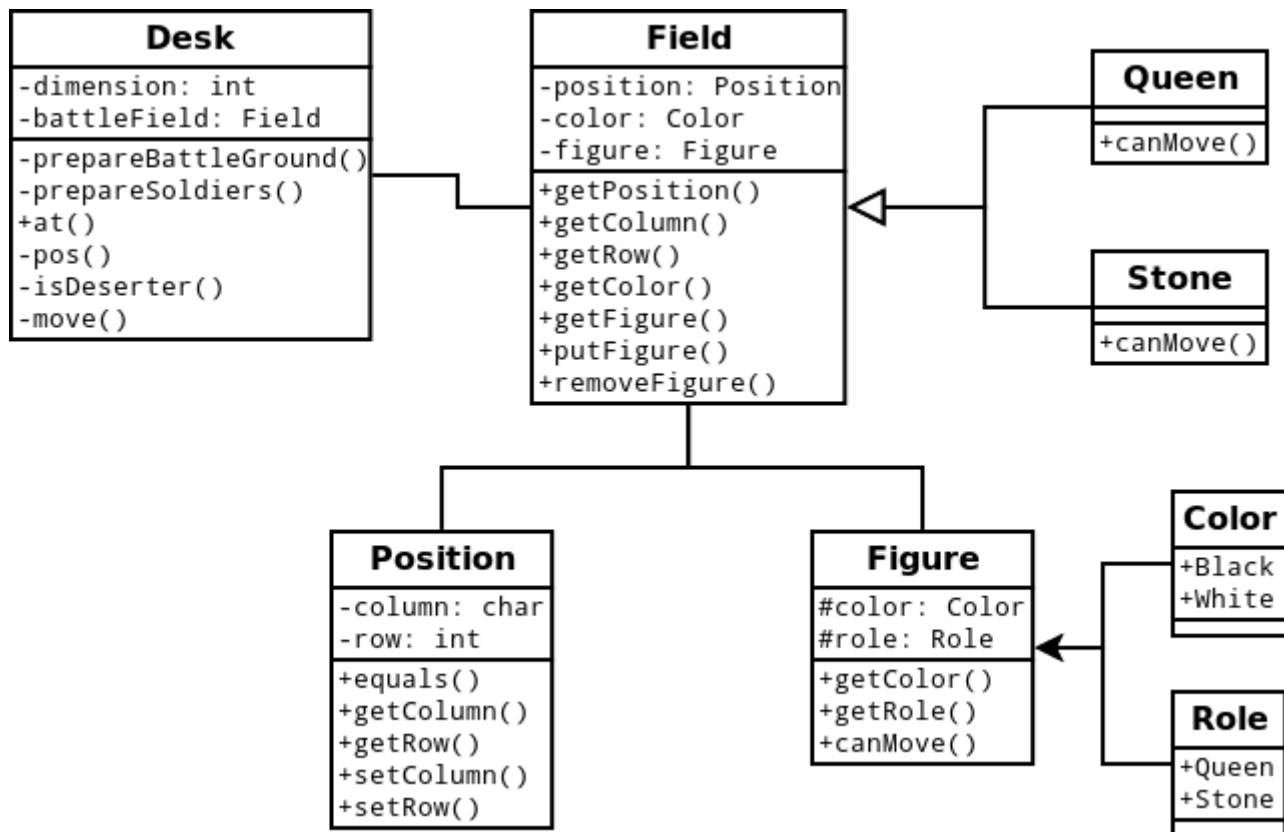 Desk
-dimension: int
-battleField: Field
-prepareBattleGround()
-prepareSoldiers()
+at()
-pos()
-isDeserter()
-move()
Field
-position: Position
-color: Color
-figure: Figure
+getPosition()
+getColumn()
+getRow()
+getColor()
+getFigure()
+putFigure()
+removeFigure()
Queen
+canMove()
Stone
+canMove()
Position
-column: char
-row: int
+equals()
+getColumn()
+getRow()
+setColumn()
+setRow()
Figure
#color: Color
#role: Role
+getColor()
+getRole()
+canMove()
Color
+Black
+White
Role
+Queen
+Stone